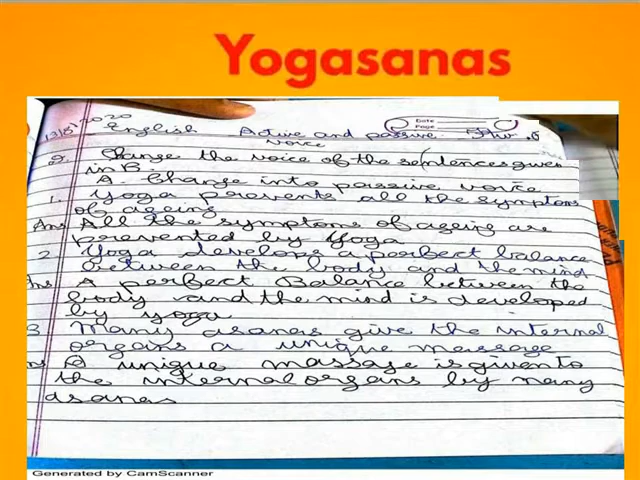 Yogasanas
Date
Page
13/8/2020 English Active and passive
voice
2. Change the voice of the sentences given
in B
A. Change into passive voice
1. Yoga prevents all the symptoms
of ageing
Ans All the symptoms of ageing are
prevented by Yoga
2 Yoga develops a perfect balance
between the body and the mind
Ans A perfect Balance between the
body and the mind is developed
by yoga
3 Many asanas give the internal
organs a unique massage
Ans A unique massage is given to
the internal organs by many
asanas
Generated by CamScanner